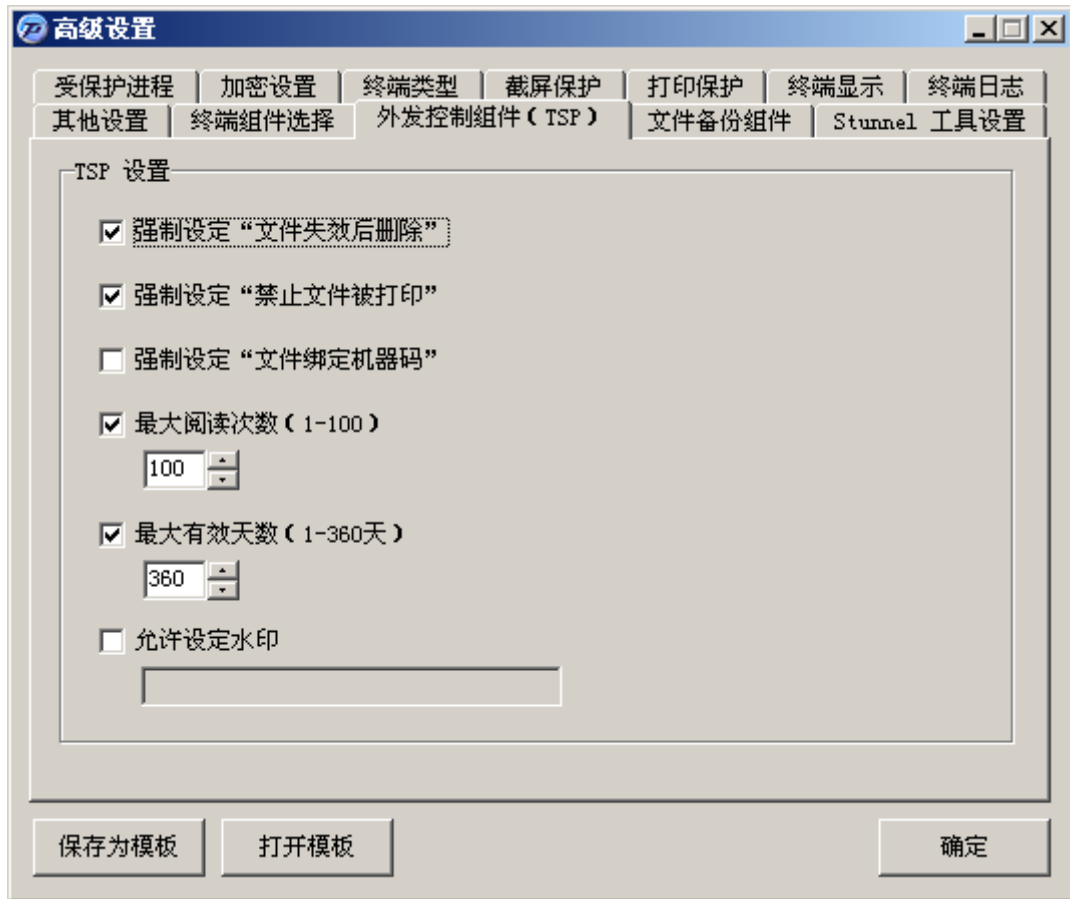 高级设置
受保护进程 加密设置 终端类型 截屏保护 打印保护 终端显示 终端日志
其他设置 终端组件选择 外发控制组件(TSP) 文件备份组件 Stunnel 工具设置
TSP 设置
强制设定“文件失效后删除”
强制设定“禁止文件被打印”
强制设定“文件绑定机器码”
最大阅读次数(1-100)
100
最大有效天数(1-360天)
360
允许设定水印
保存为模板 打开模板 确定